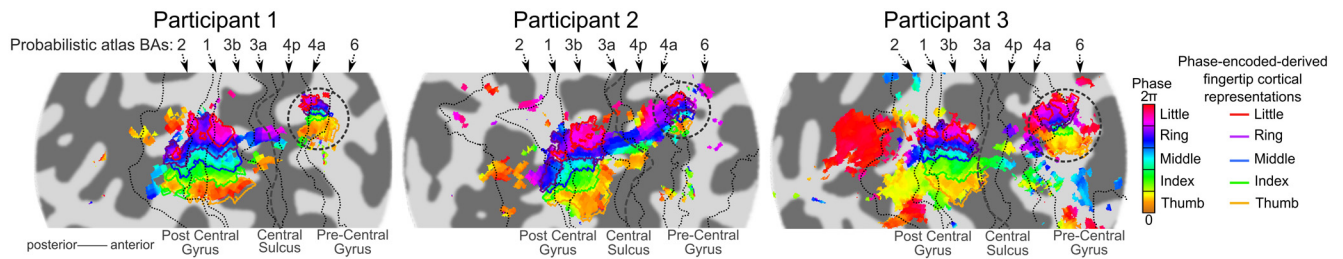 Participant 1
Participant 2
Participant 3
Probabilistic atlas BAs: 2 1 3b 3a 4p 4a 6
2 1 3b 3a 4p 4a 6
2 1 3b 3a 4p 4a 6
posterior anterior
Post Central
Gyrus
Central
Sulcus
Pre-Central
Gyrus
Post Central
Gyrus
Central
Sulcus
Pre-Central
Gyrus
Post Central
Gyrus
Central
Sulcus
Pre-Central
Gyrus
Phase
2π
Little
Ring
Middle
Index
Thumb
0
Phase-encoded-derived
fingertip cortical
representations
Little
Ring
Middle
Index
Thumb